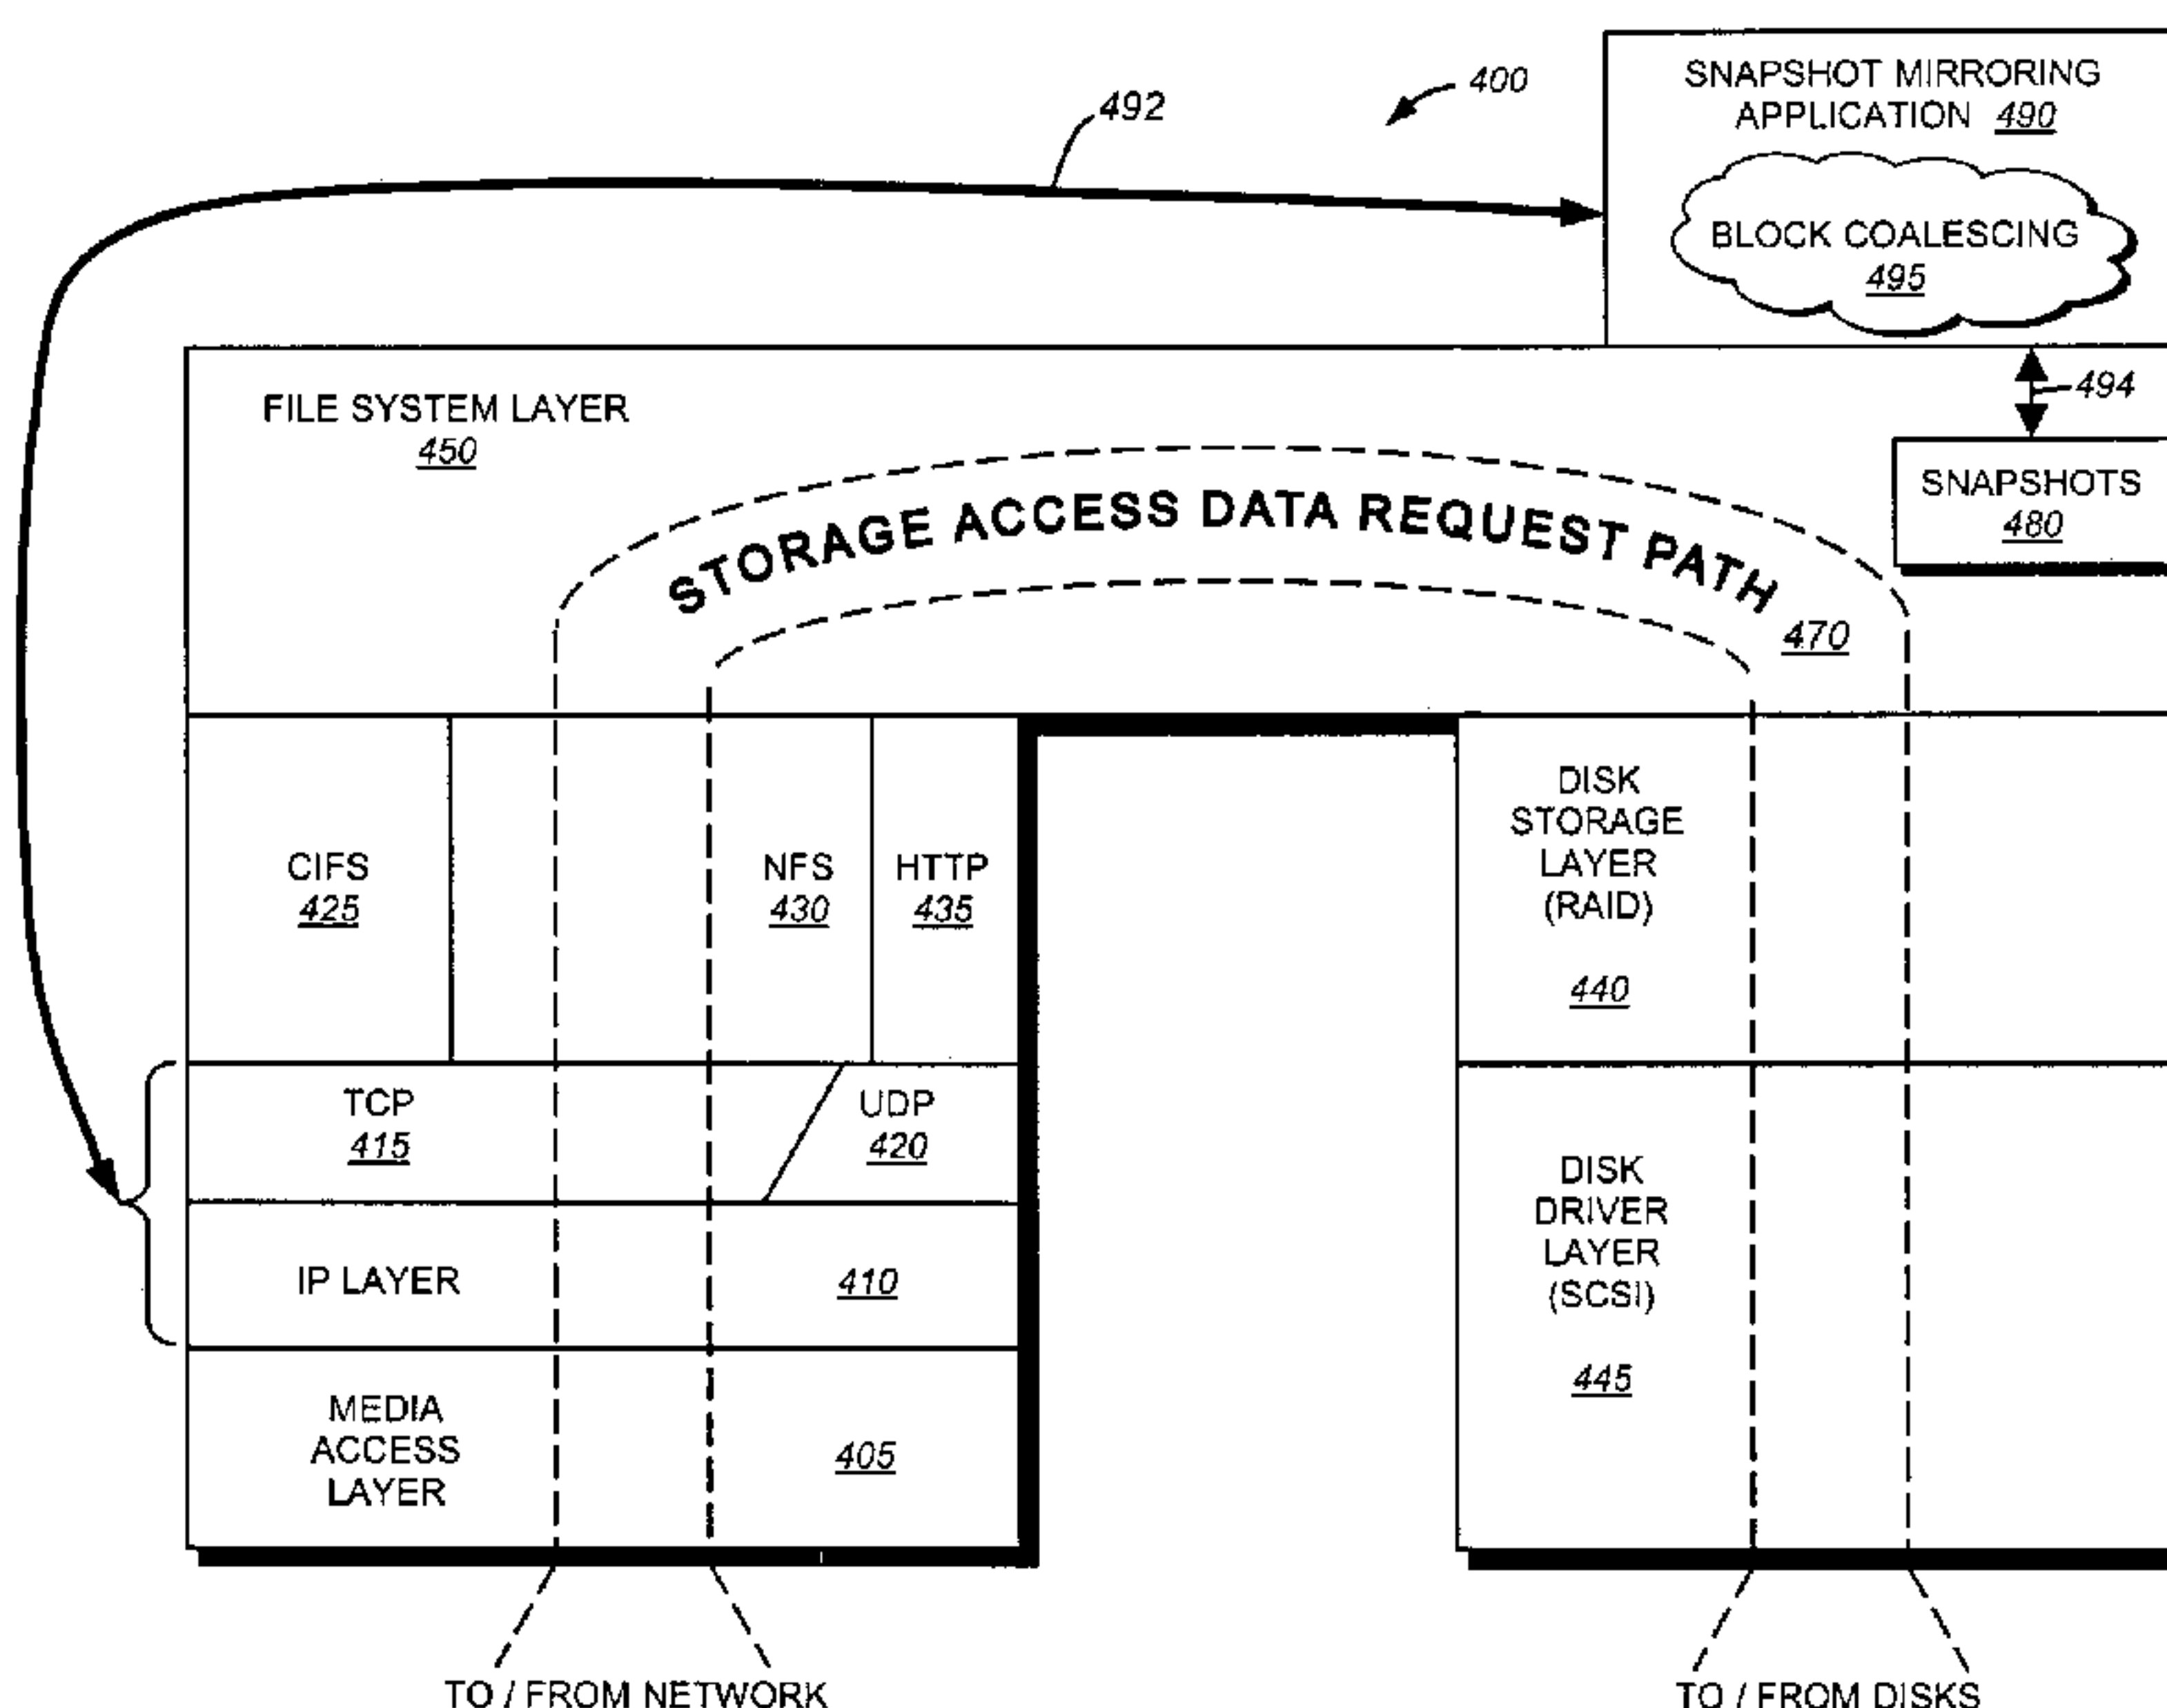 400
492
SNAPSHOT MIRRORING
APPLICATION 490
BLOCK COALESCING
495
494
FILE SYSTEM LAYER
450
SNAPSHOTS
480
STORAGE ACCESS DATA REQUEST PATH
470
CIFS
425
NFS
430
HTTP
435
TCP
415
UDP
420
IP LAYER 410
MEDIA
ACCESS
LAYER
405
DISK
STORAGE
LAYER
(RAID)
440
DISK
DRIVER
LAYER
(SCSI)
445
TO / FROM NETWORK
TO / FROM DISKS